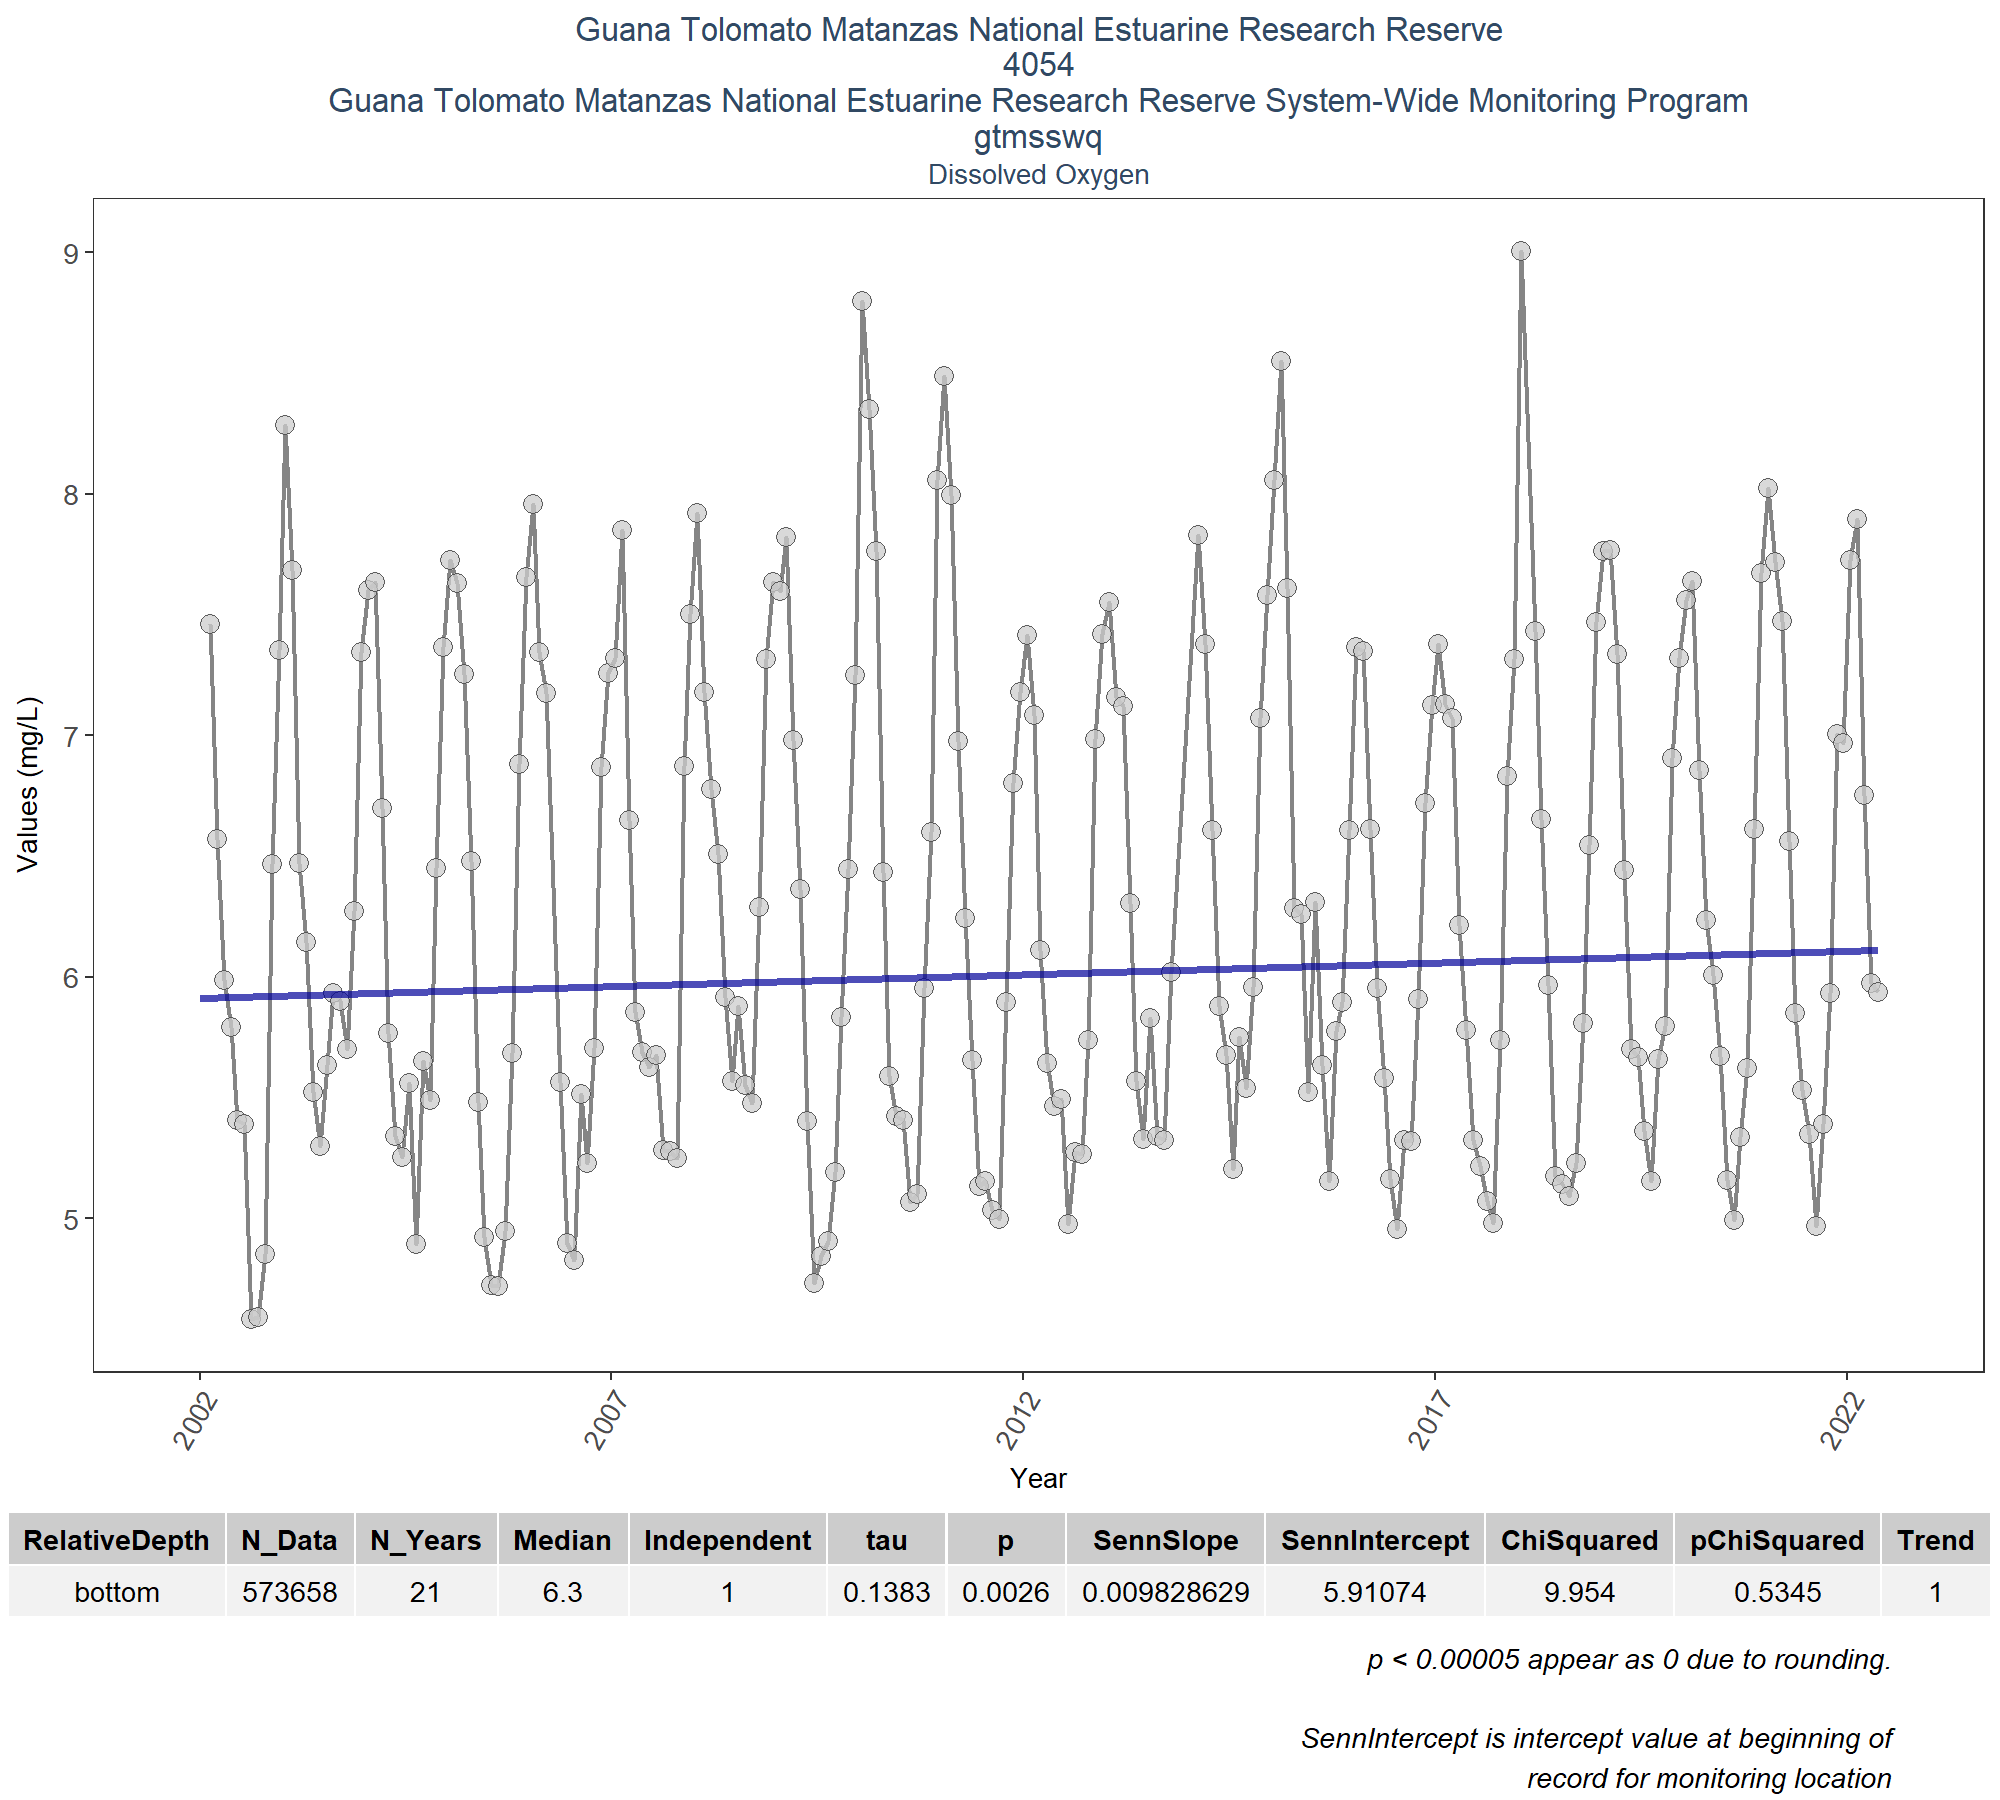 Guana Tolomato Matanzas National Estuarine Research Reserve
4054
Guana Tolomato Matanzas National Estuarine Research Reserve System-Wide Monitoring Program
gtmsswq
Dissolved Oxygen
9
8
7
6
5
Values (mg/L)
2002
2007
2012
2017
2022
Year
RelativeDepth N_Data N_Years Median Independent tau p SennSlope SennIntercept ChiSquared pChiSquared Trend
bottom 573658 21 6.3 1 0.1383 0.0026 0.009828629 5.91074 9.954 0.5345 1
p < 0.00005 appear as 0 due to rounding.
SennIntercept is intercept value at beginning of
record for monitoring location